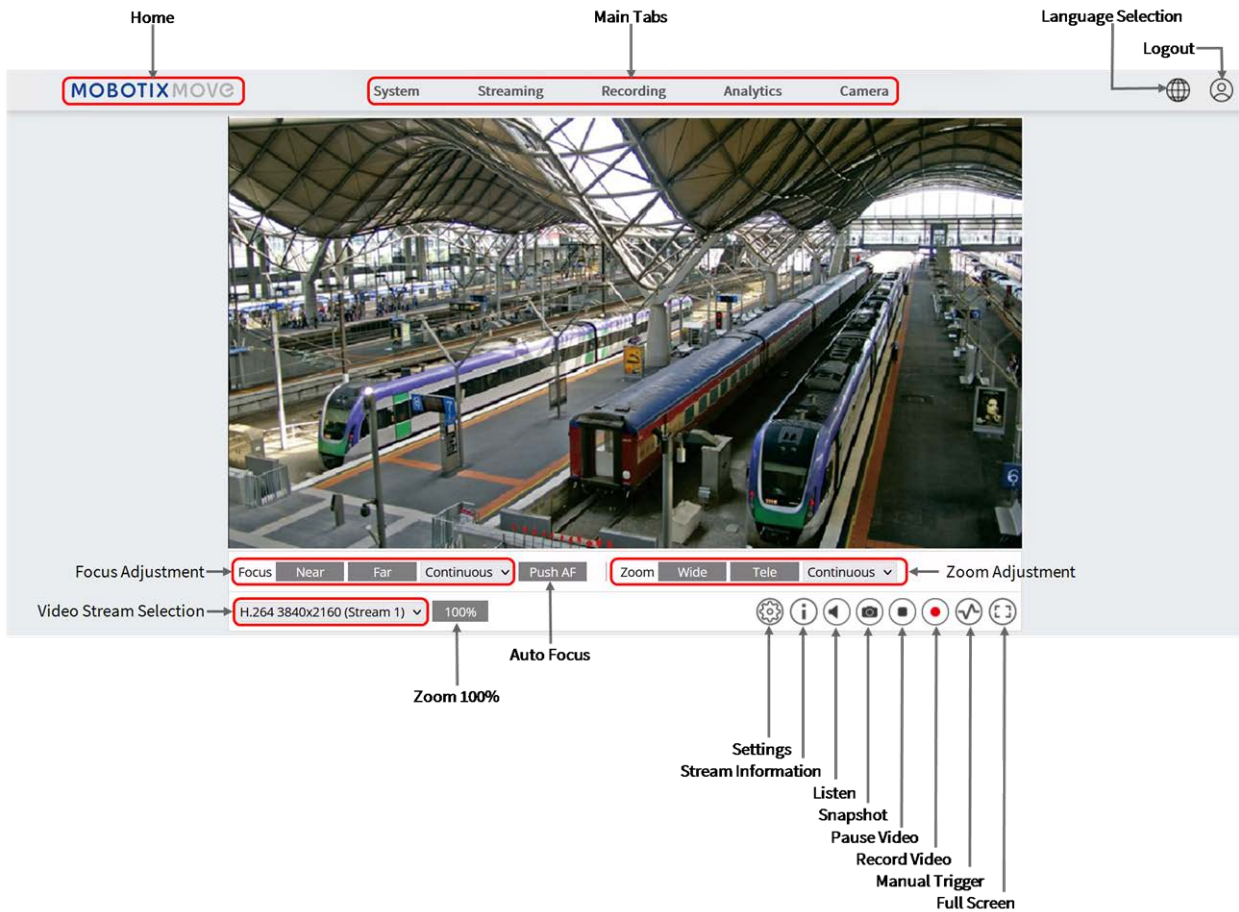 Home
Main Tabs
Language Selection
Logout
MOBOTIX MOVE
System Streaming Recording Analytics Camera
6
Focus Adjustment
Focus Near Far Continuous Push AF
Zoom Wide Tele Continuous
Zoom Adjustment
Video Stream Selection
H.264 3840x2160 (Stream 1) 100%
Auto Focus
Zoom 100%
Settings
Stream Information
Listen
Snapshot
Pause Video
Record Video
Manual Trigger
Full Screen